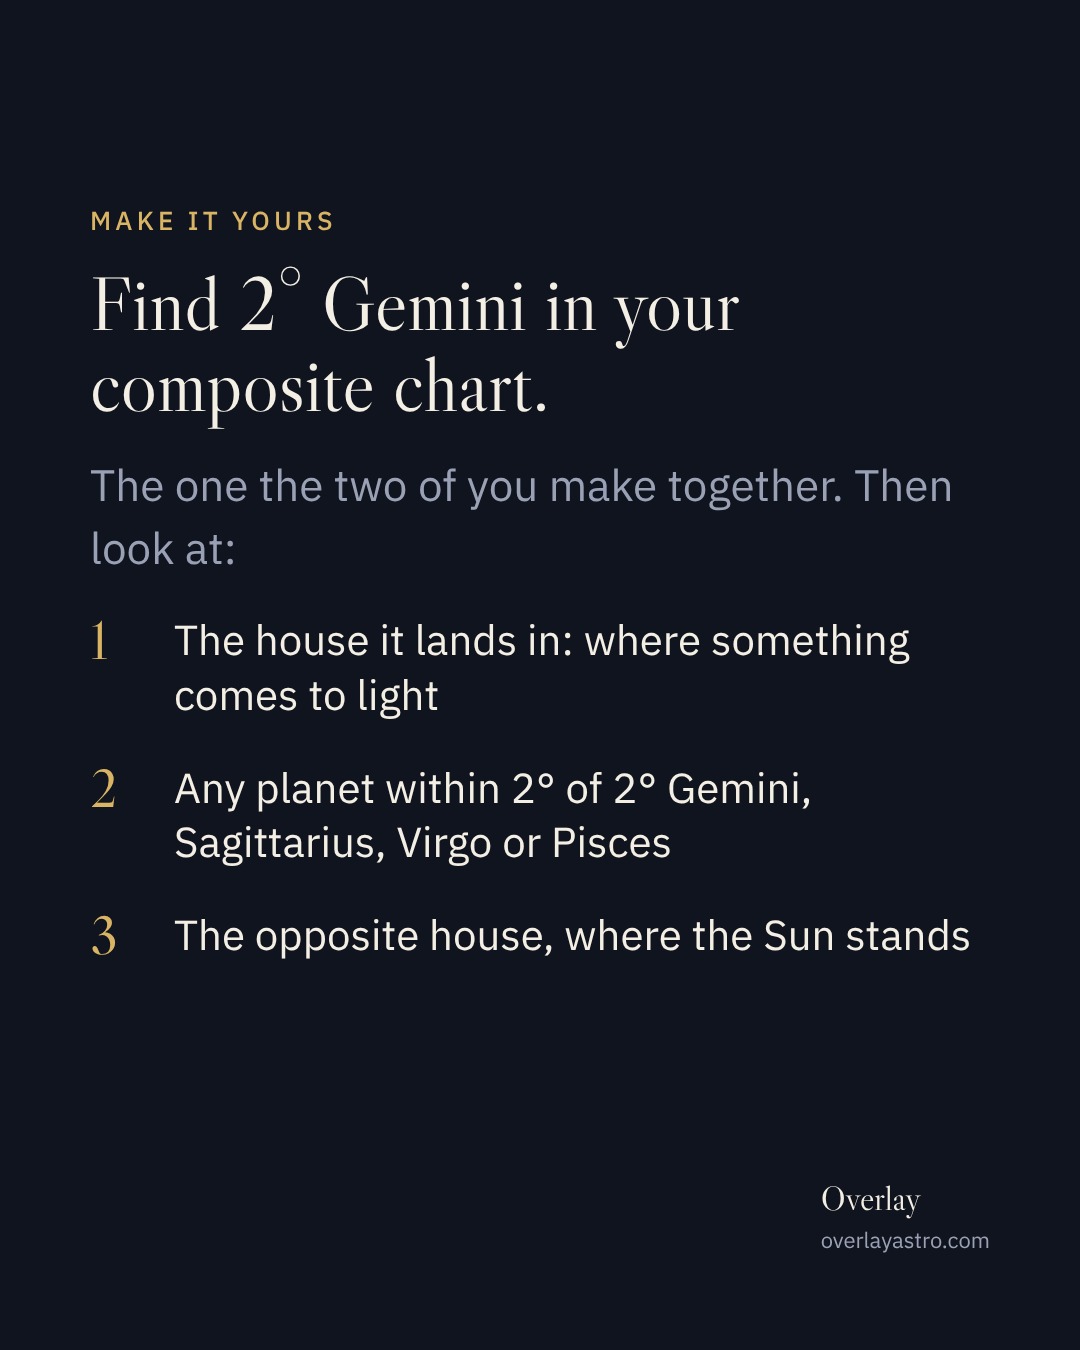 MAKE IT YOURS
Find 2° Gemini in your
composite chart.
The one the two of you make together. Then
look at:
1 The house it lands in: where something
comes to light
2 Any planet within 2° of 2° Gemini,
Sagittarius, Virgo or Pisces
3 The opposite house, where the Sun stands
Overlay
overlayastro.com